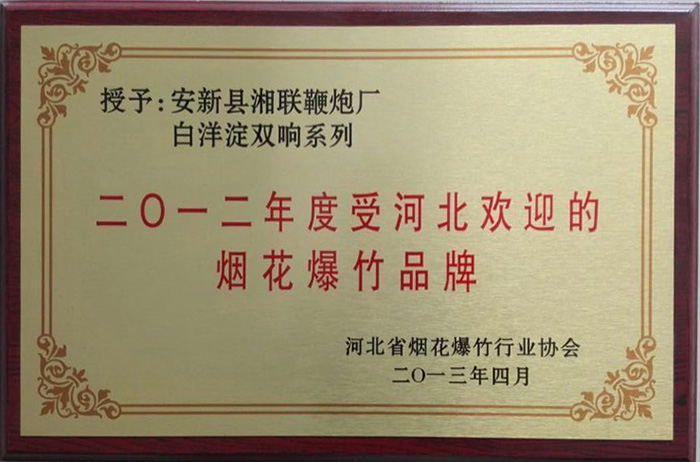 授予:安新县湘联鞭炮厂
白洋淀双响系列
二〇一二年度受河北欢迎的
烟花爆竹品牌
河北省烟花爆竹行业协会
二〇一三年四月